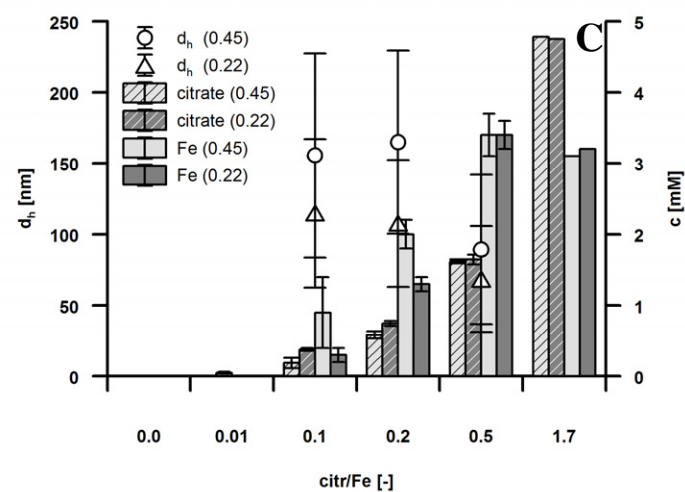 C
250
200
150
100
50
0
d_h [nm]
d_h (0.45)
d_h (0.22)
citrate (0.45)
citrate (0.22)
Fe (0.45)
Fe (0.22)
5
4
3
2
1
0
c [mM]
0.0 0.01 0.1 0.2 0.5 1.7
citr/Fe [-]